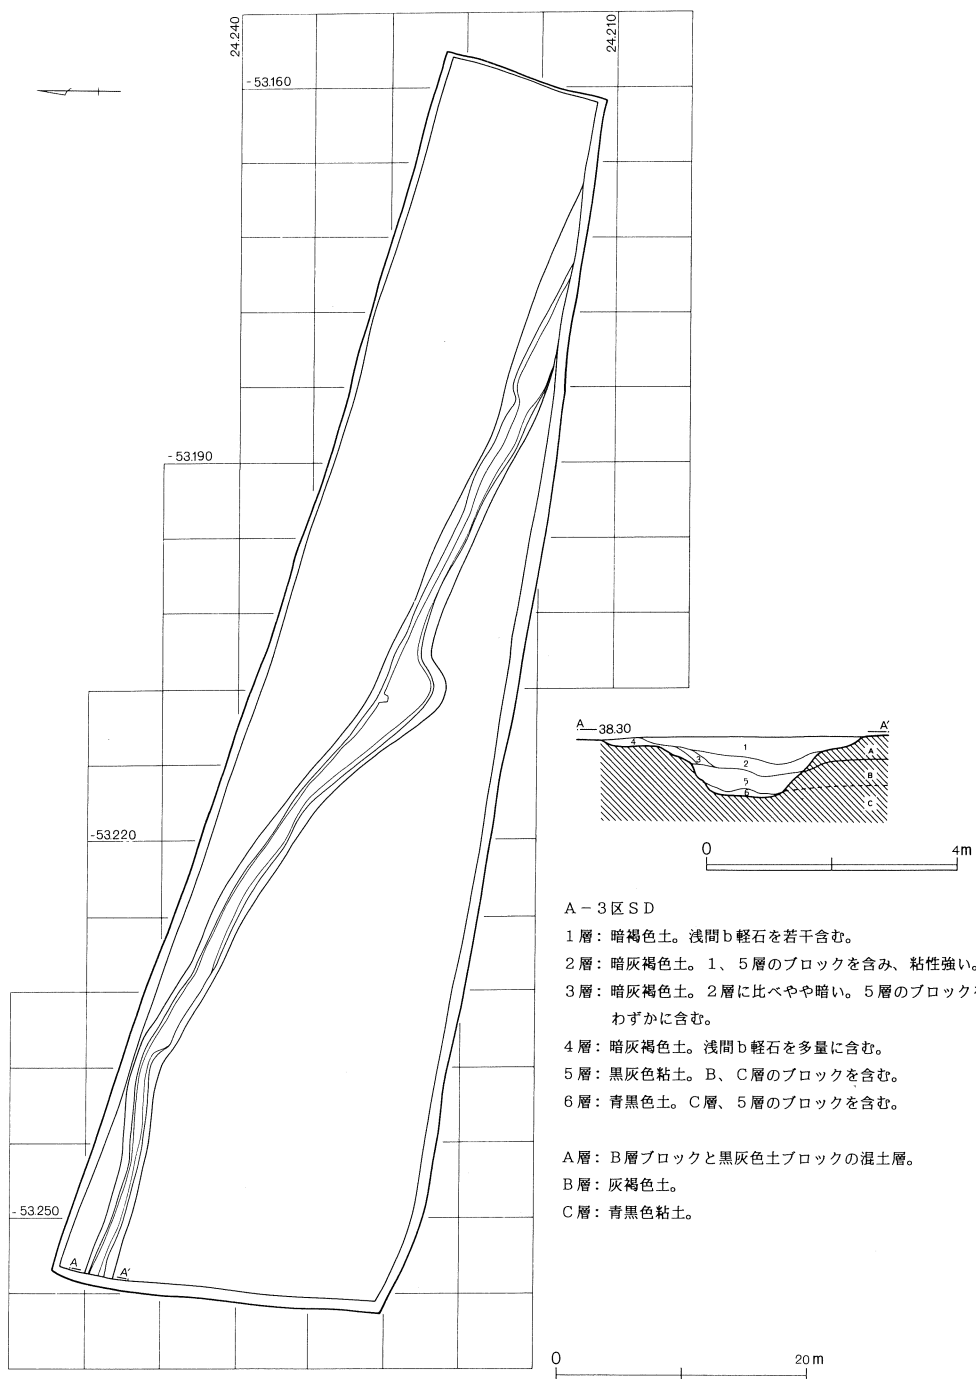 24.240
24.210
-53.160
-53.190
-53.220
-53.250
A
A'
A
38.30
A'
1
2
3
4
5
6
A
B
C
0
4m
A-3区SD
1層：暗褐色土。浅間b軽石を若干含む。
2層：暗灰褐色土。1、5層のブロックを含み、粘性強い。
3層：暗灰褐色土。2層に比べやや暗い。5層のブロックを
わずかに含む。
4層：暗灰褐色土。浅間b軽石を多量に含む。
5層：黒灰色粘土。B、C層のブロックを含む。
6層：青黒色土。C層、5層のブロックを含む。
A層：B層ブロックと黒灰色土ブロックの混土層。
B層：灰褐色土。
C層：青黒色粘土。
0
20m